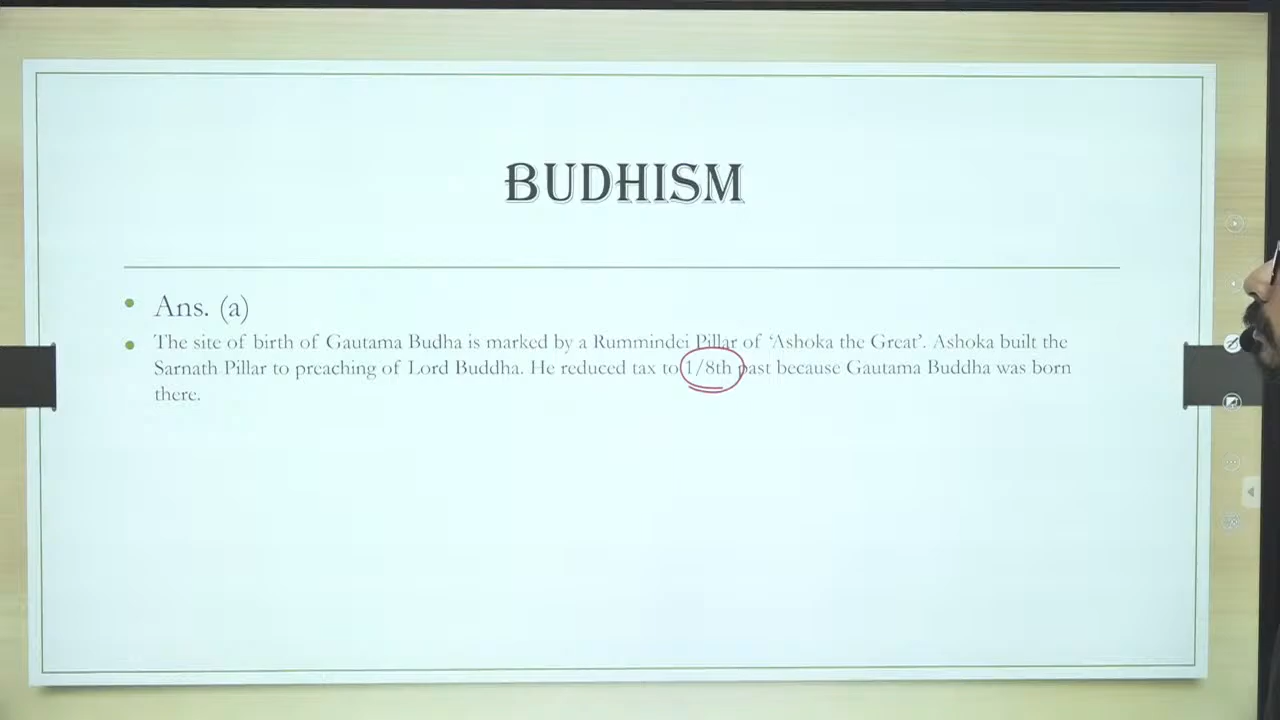 BUDHISM
Ans. (a)
The site of birth of Gautama Budha is marked by a Rummindei Pillar of ‘Ashoka the Great’. Ashoka built the
Sarnath Pillar to preaching of Lord Buddha. He reduced tax to 1/8th past because Gautama Buddha was born
there.